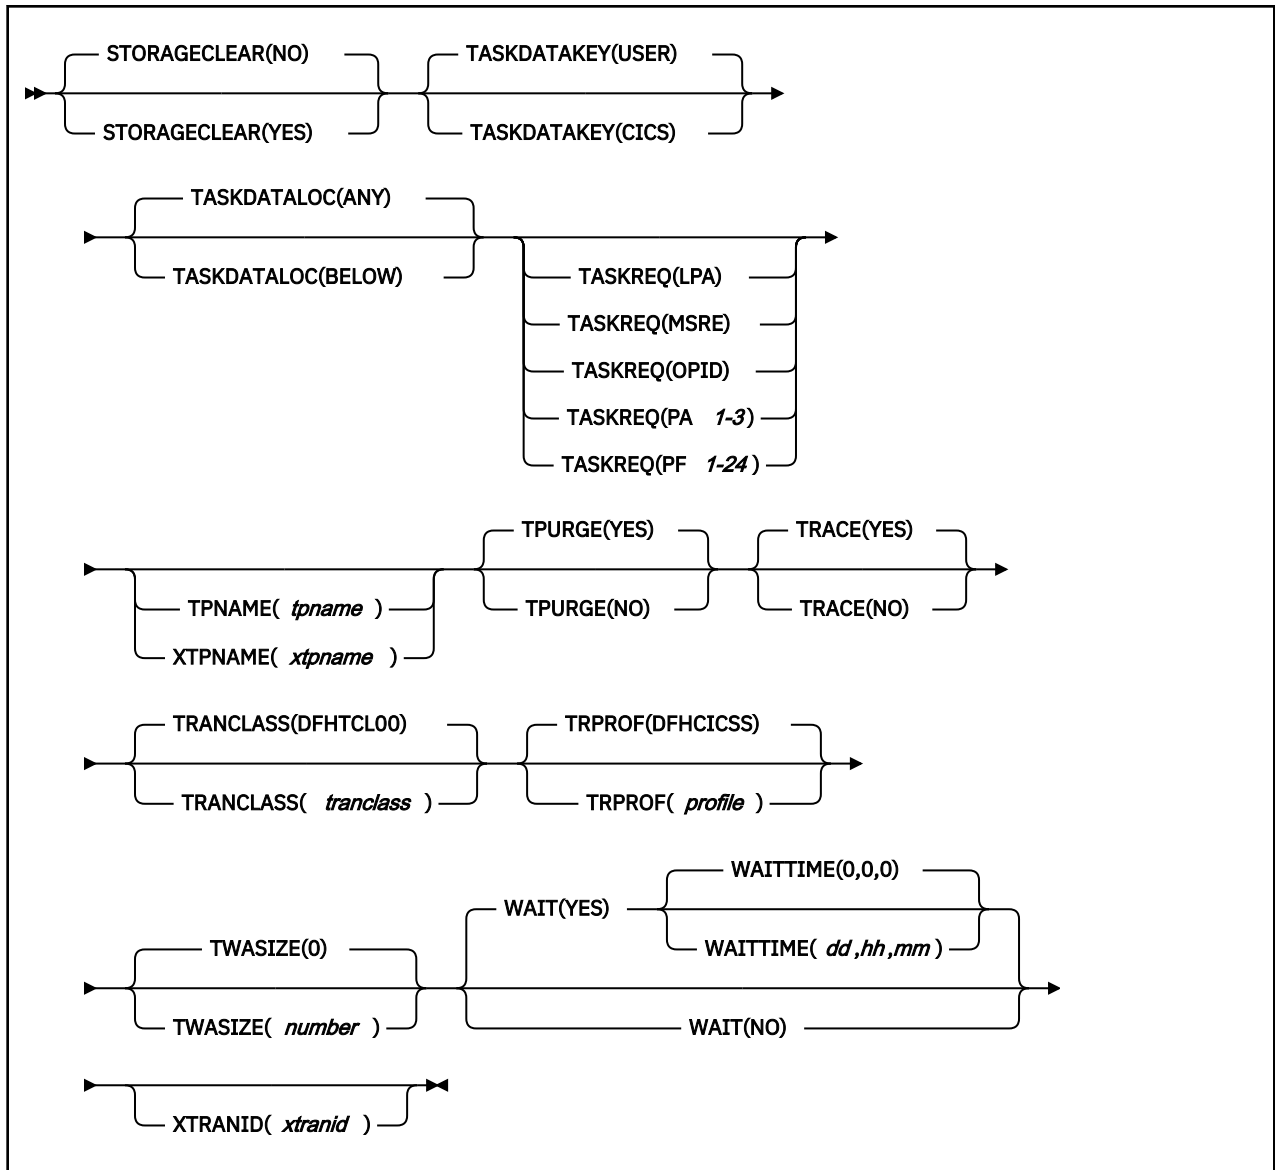 STORAGECLEAR(NO) TASKDATAKEY(USER)
STORAGECLEAR(YES) TASKDATAKEY(CICS)
TASKDATALOC(ANY)
TASKDATALOC(BELOW) TASKREQ(LPA)
TASKREQ(MSRE)
TASKREQ(OPID)
TASKREQ(PA 1-3)
TASKREQ(PF 1-24)
TPURGE(YES) TRACE(YES)
TPNAME( tpname ) TPURGE(NO) TRACE(NO)
XTPNAME( xtpname )
TRANCLASS(DFHTCL00) TRPROF(DFHCICSS)
TRANCLASS( tranclass ) TRPROF( profile )
WAITTIME(0,0,0)
WAIT(YES)
TWASIZE(0) WAITTIME( dd ,hh ,mm )
TWASIZE( number ) WAIT(NO)
XTRANID( xtranid )